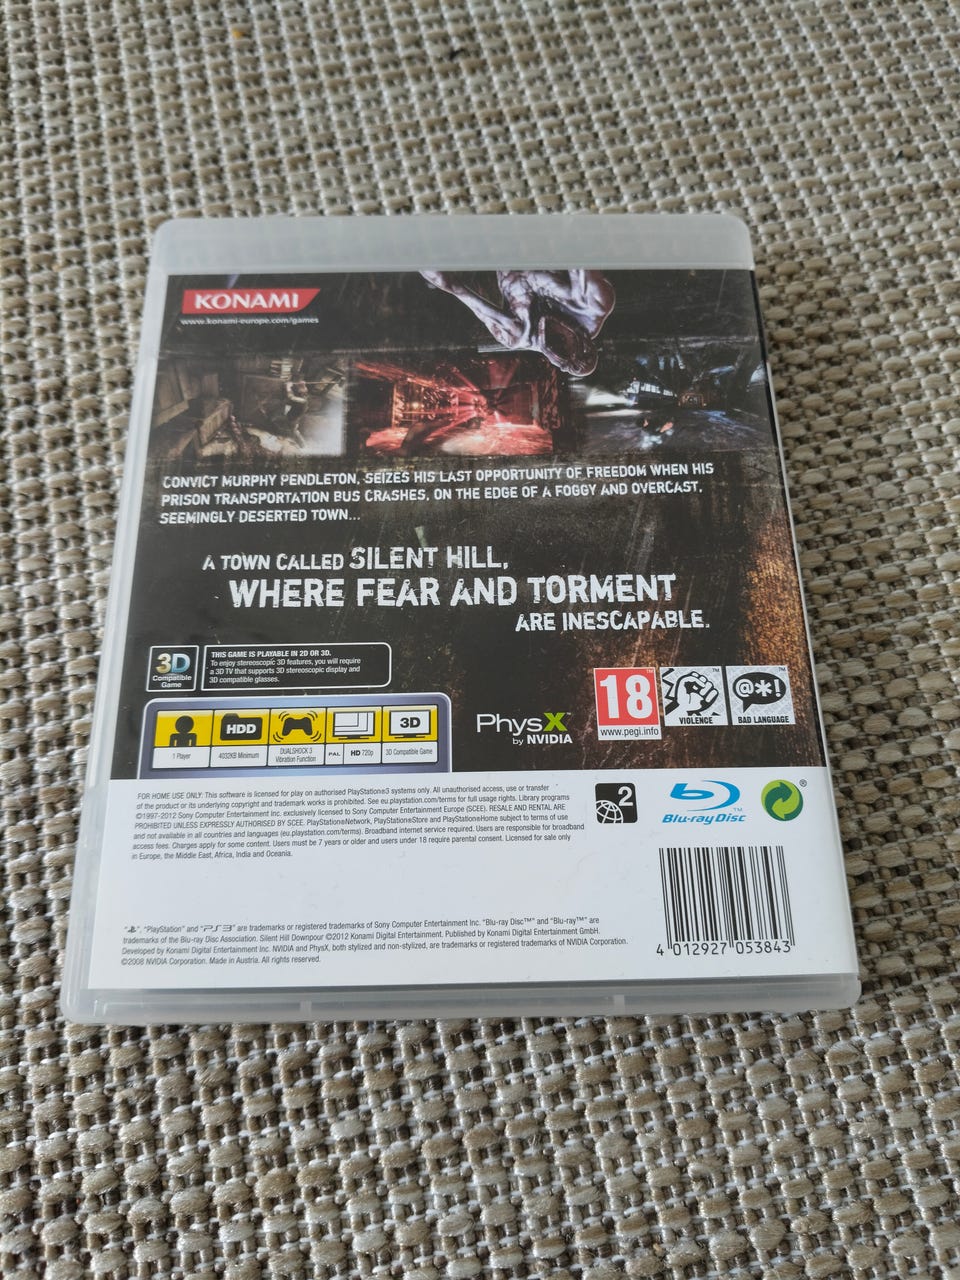 KONAMI
www.konami-europe.com/games
CONVICT MURPHY PENDLETON, SEIZES HIS LAST OPPORTUNITY OF FREEDOM WHEN HIS
PRISON TRANSPORTATION BUS CRASHES, ON THE EDGE OF A FOGGY AND OVERCAST,
SEEMINGLY DESERTED TOWN...
A TOWN CALLED SILENT HILL,
WHERE FEAR AND TORMENT
ARE INESCAPABLE.
3D
Compatible
Game
THIS GAME IS PLAYABLE IN 2D OR 3D.
To enjoy stereoscopic 3D features, you will require
a 3D TV that supports 3D stereoscopic display and
3D compatible glasses.
1 Player
HDD
4032KB Minimum
DUALSHOCK 3
Vibration Function
PAL
HD 720p
3D
3D Compatible Game
PhysX
by NVIDIA
18
www.pegi.info
VIOLENCE
@*!
BAD LANGUAGE
FOR HOME USE ONLY: This software is licensed for play on authorised PlayStation®3 systems only. All unauthorised access, use or transfer
of the product or its underlying copyright and trademark works is prohibited. See eu.playstation.com/terms for full usage rights. Library programs
©1997-2012 Sony Computer Entertainment Inc. exclusively licensed to Sony Computer Entertainment Europe (SCEE). RESALE AND RENTAL ARE
PROHIBITED UNLESS EXPRESSLY AUTHORISED BY SCEE. PlayStation®Network, PlayStation®Store and PlayStation®Home subject to terms of use
and not available in all countries and languages (eu.playstation.com/terms). Broadband internet service required. Users are responsible for broadband
access fees. Charges apply for some content. Users must be 7 years or older and users under 18 require parental consent. Licensed for sale only
in Europe, the Middle East, Africa, India and Oceania.
2
Blu-ray Disc™
®
"PlayStation" and "PS3" are trademarks or registered trademarks of Sony Computer Entertainment Inc. "Blu-ray Disc™" and "Blu-ray™" are
trademarks of the Blu-ray Disc Association. Silent Hill Downpour ©2012 Konami Digital Entertainment. Published by Konami Digital Entertainment GmbH.
Developed by Konami Digital Entertainment Inc. NVIDIA and PhysX, both stylized and non-stylized, are trademarks or registered trademarks of NVIDIA Corporation.
©2008 NVIDIA Corporation. Made in Austria. All rights reserved.
4 012927 053843